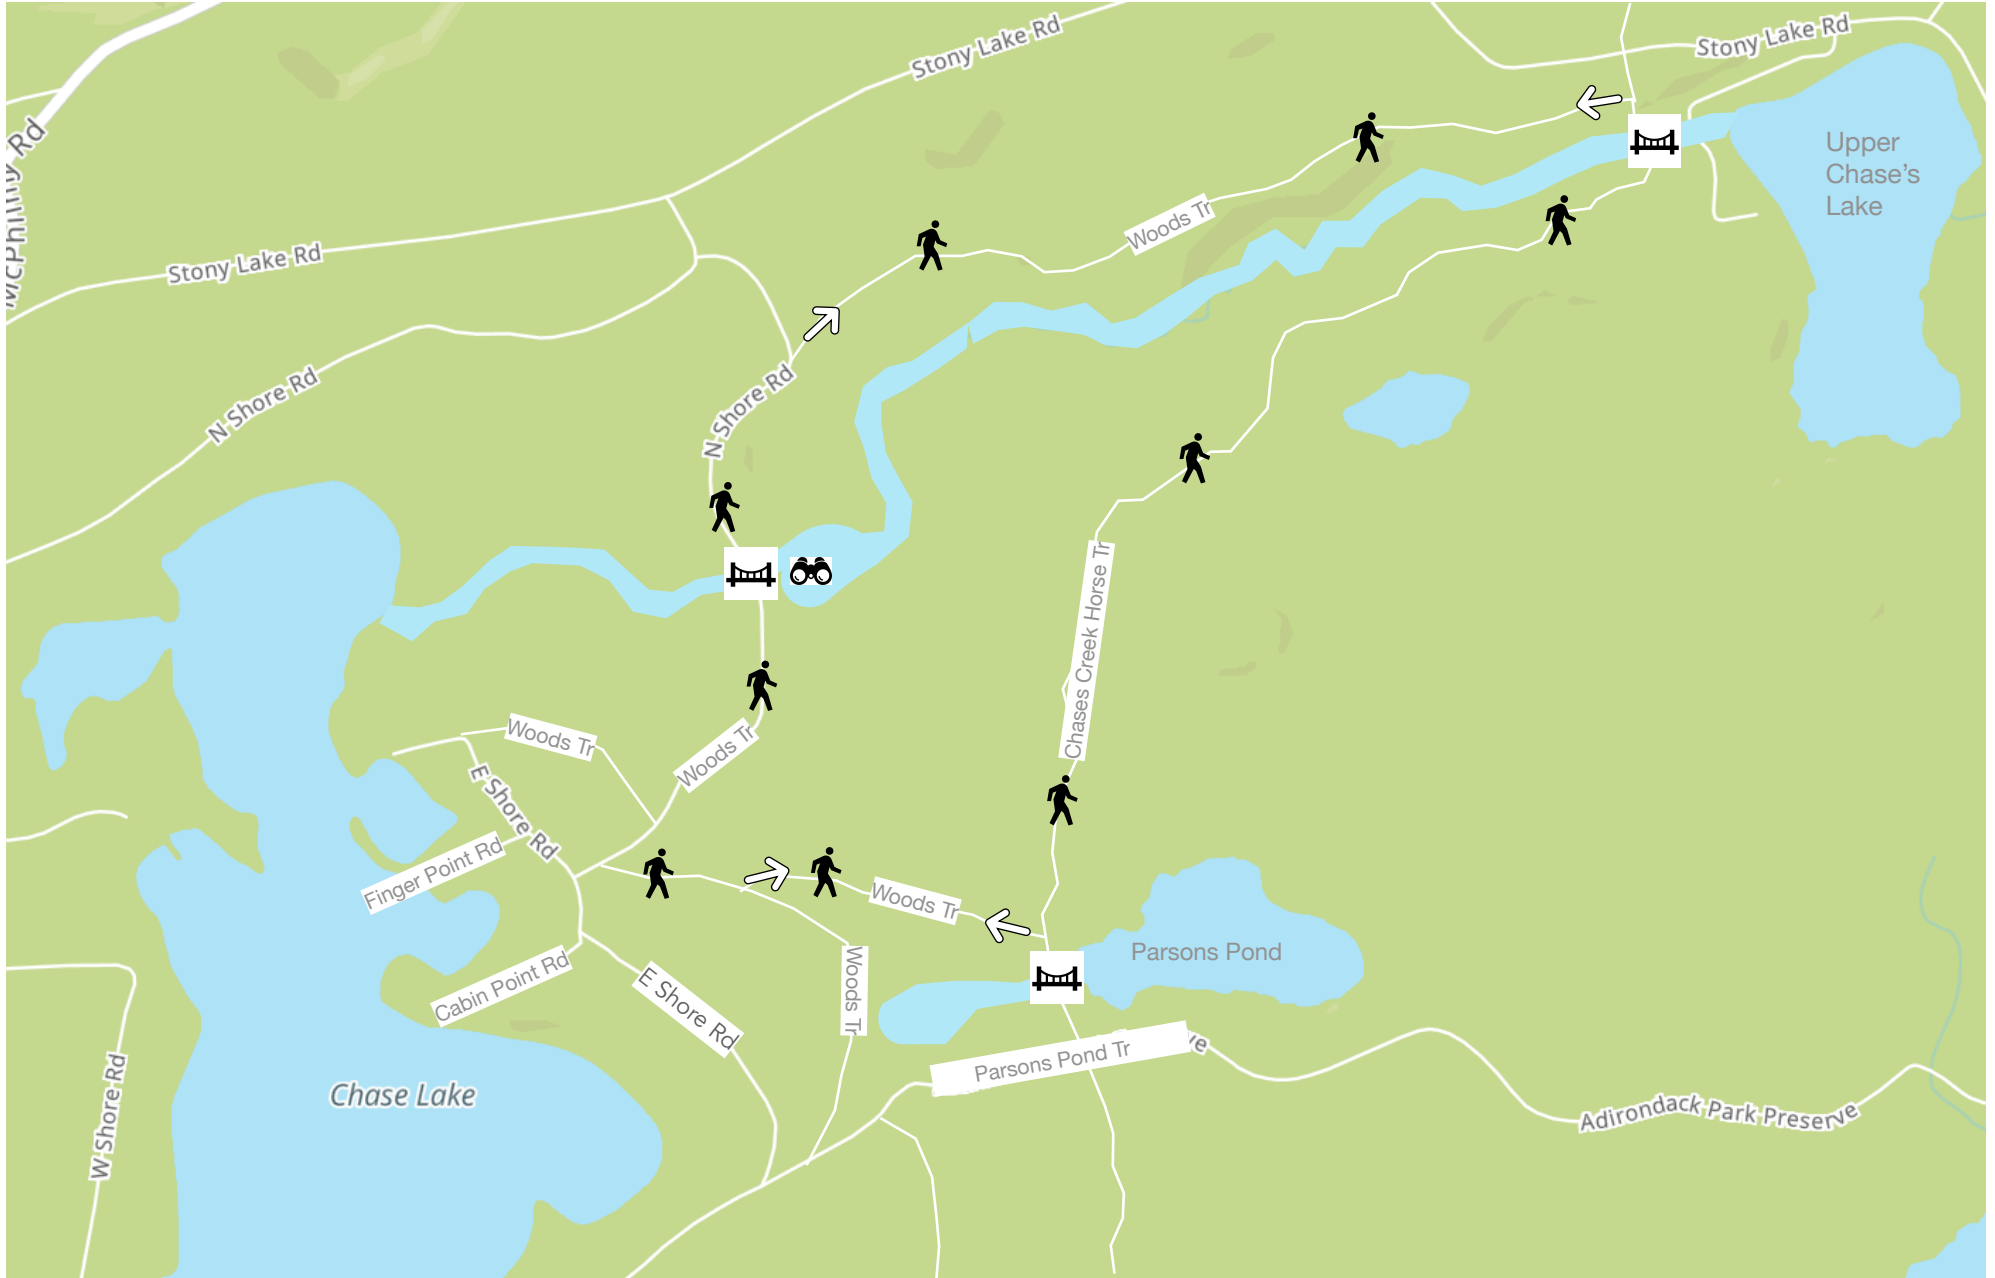 Stony Lake Rd
Stony Lake Rd
McPhilmy Rd
Upper
Chase's
Lake
Woods Tr
Stony Lake Rd
N Shore Rd
N Shore Rd
Chases Creek Horse Tr
Woods Tr
Woods Tr
E Shore Rd
Finger Point Rd
Woods Tr
Cabin Point Rd
E Shore Rd
Woods Tr
Parsons Pond
Parsons Pond Tr
ve
Chase Lake
W Shore Rd
Adirondack Park Preserve